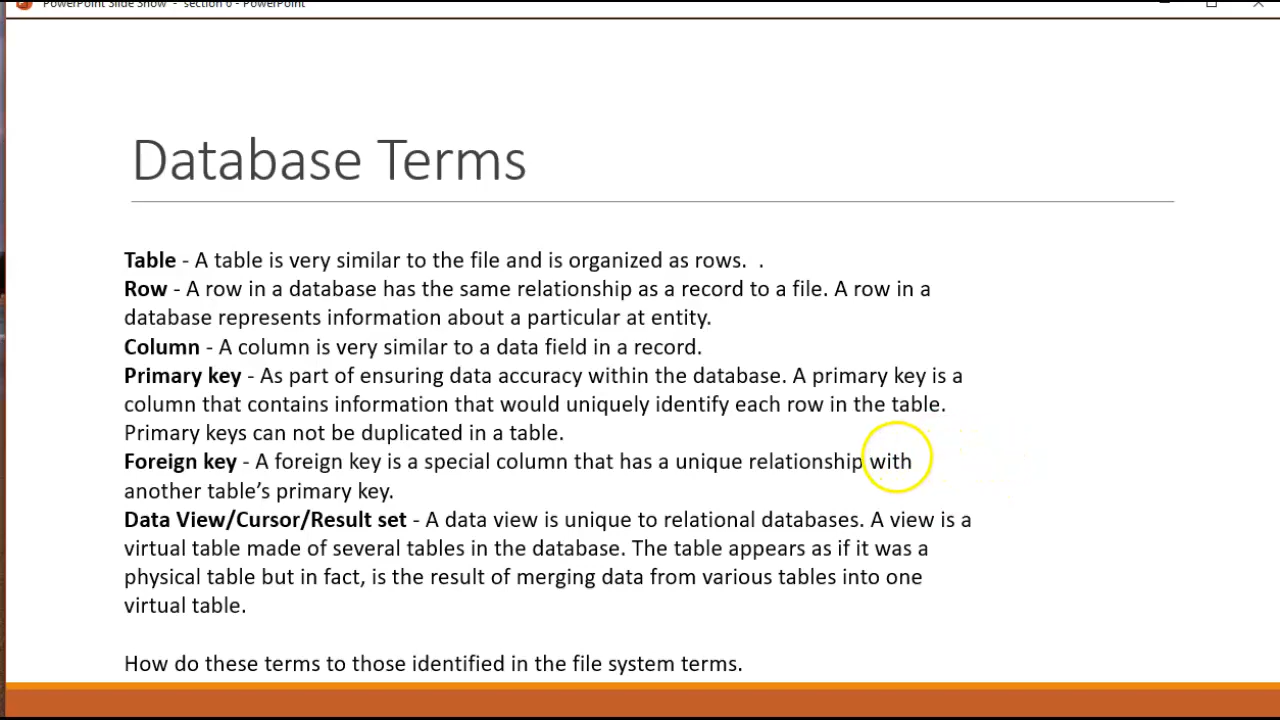 PowerPoint Slide Show - section 6 - PowerPoint
Database Terms
Table - A table is very similar to the file and is organized as rows.  .
Row - A row in a database has the same relationship as a record to a file. A row in a
database represents information about a particular at entity.
Column - A column is very similar to a data field in a record.
Primary key - As part of ensuring data accuracy within the database. A primary key is a
column that contains information that would uniquely identify each row in the table.
Primary keys can not be duplicated in a table.
Foreign key - A foreign key is a special column that has a unique relationship with
another table’s primary key.
Data View/Cursor/Result set - A data view is unique to relational databases. A view is a
virtual table made of several tables in the database. The table appears as if it was a
physical table but in fact, is the result of merging data from various tables into one
virtual table.
How do these terms to those identified in the file system terms.